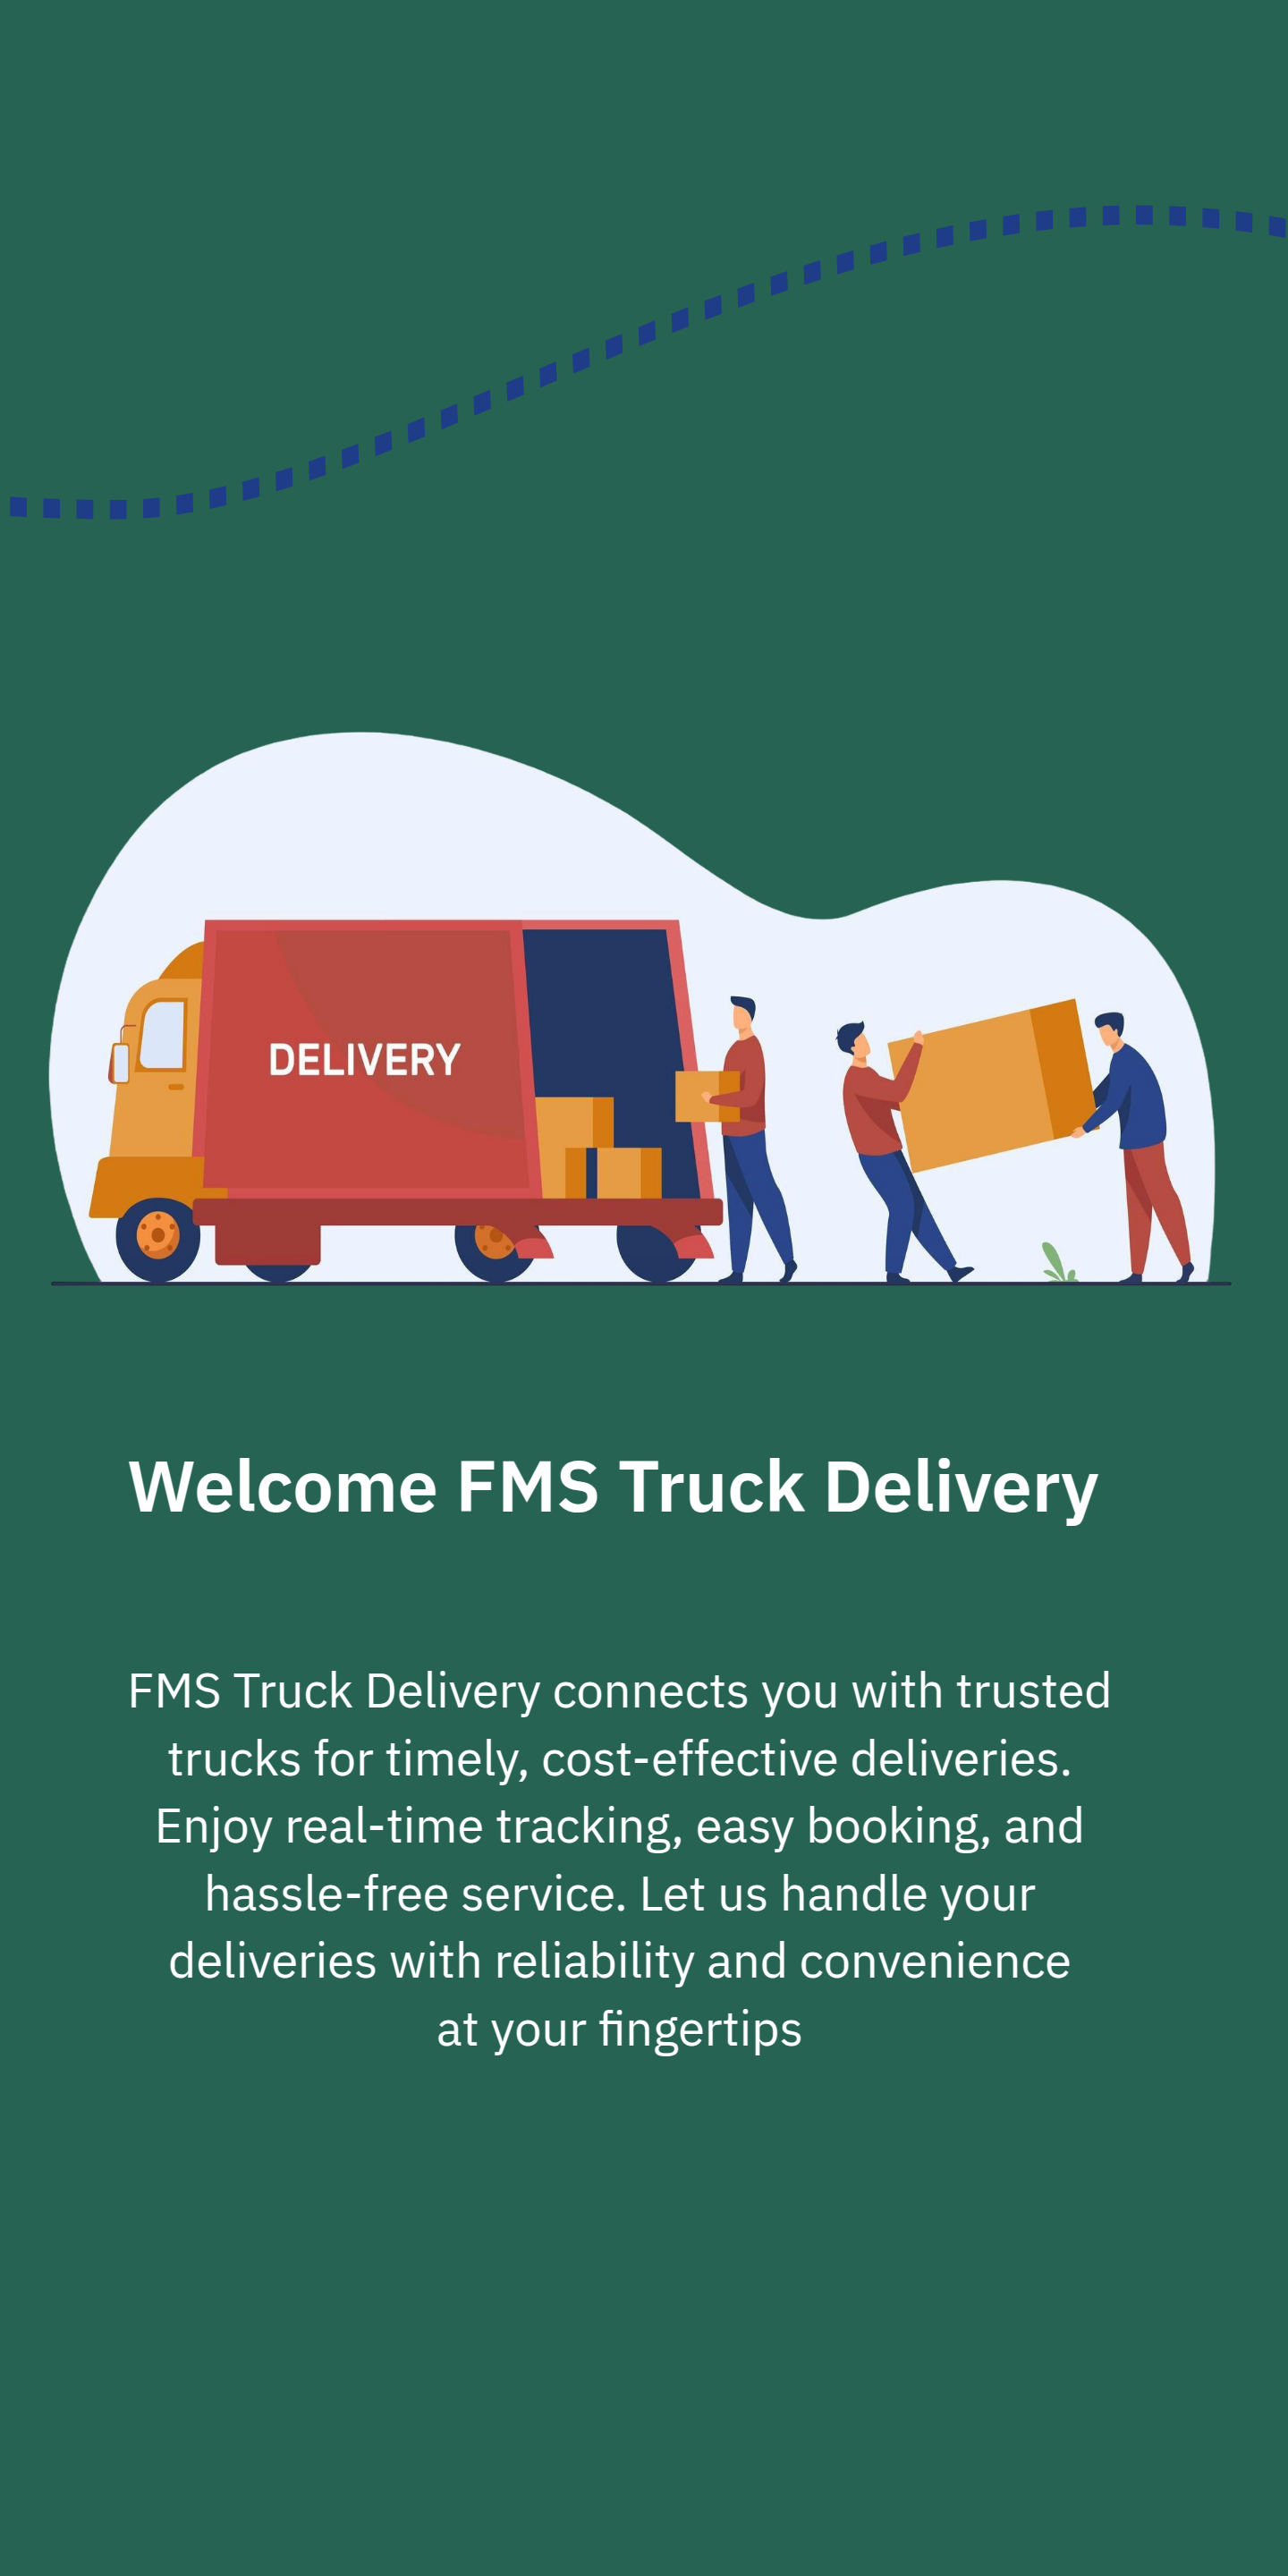 DELIVERY
Welcome FMS Truck Delivery
FMS Truck Delivery connects you with trusted
trucks for timely, cost-effective deliveries.
Enjoy real-time tracking, easy booking, and
hassle-free service. Let us handle your
deliveries with reliability and convenience
at your fingertips